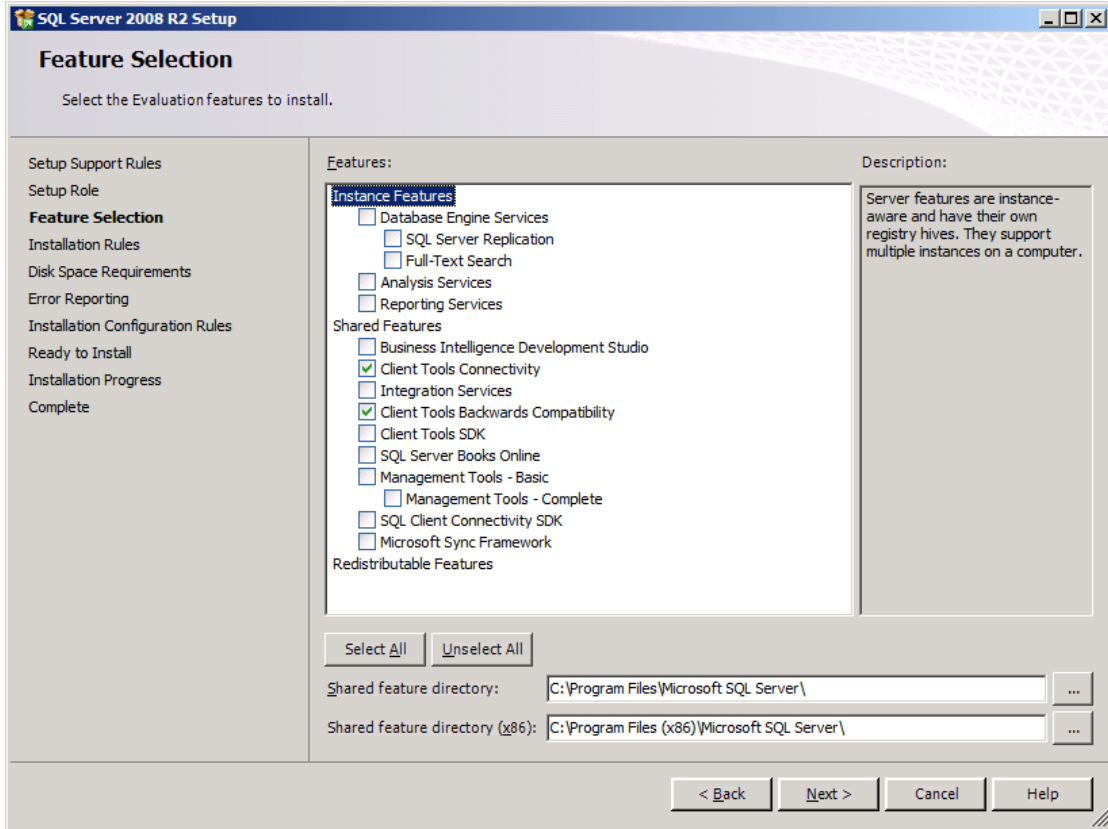 SQL Server 2008 R2 Setup
Feature Selection
Select the Evaluation features to install.
Setup Support Rules
Setup Role
Feature Selection
Installation Rules
Disk Space Requirements
Error Reporting
Installation Configuration Rules
Ready to Install
Installation Progress
Complete
Features:
Instance Features
Database Engine Services
SQL Server Replication
Full-Text Search
Analysis Services
Reporting Services
Shared Features
Business Intelligence Development Studio
Client Tools Connectivity
Integration Services
Client Tools Backwards Compatibility
Client Tools SDK
SQL Server Books Online
Management Tools - Basic
Management Tools - Complete
SQL Client Connectivity SDK
Microsoft Sync Framework
Redistributable Features
Description:
Server features are instance-
aware and have their own
registry hives. They support
multiple instances on a computer.
Select All
Unselect All
Shared feature directory:
C:\Program Files\Microsoft SQL Server\
...
Shared feature directory (x86):
C:\Program Files (x86)\Microsoft SQL Server\
...
< Back
Next >
Cancel
Help